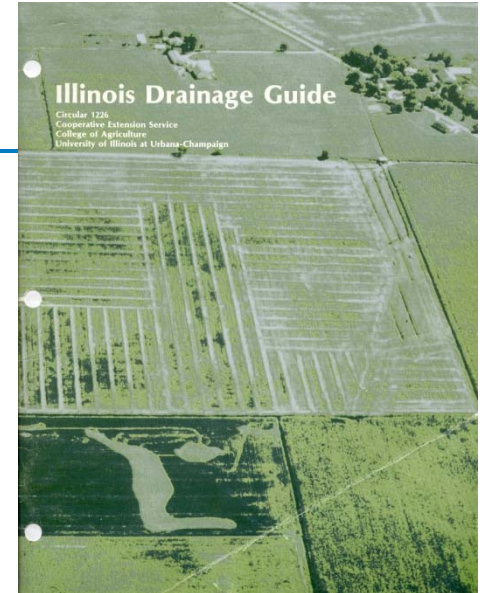 Illinois Drainage Guide
Circular 1226
Cooperative Extension Service
College of Agriculture
University of Illinois at Urbana-Champaign